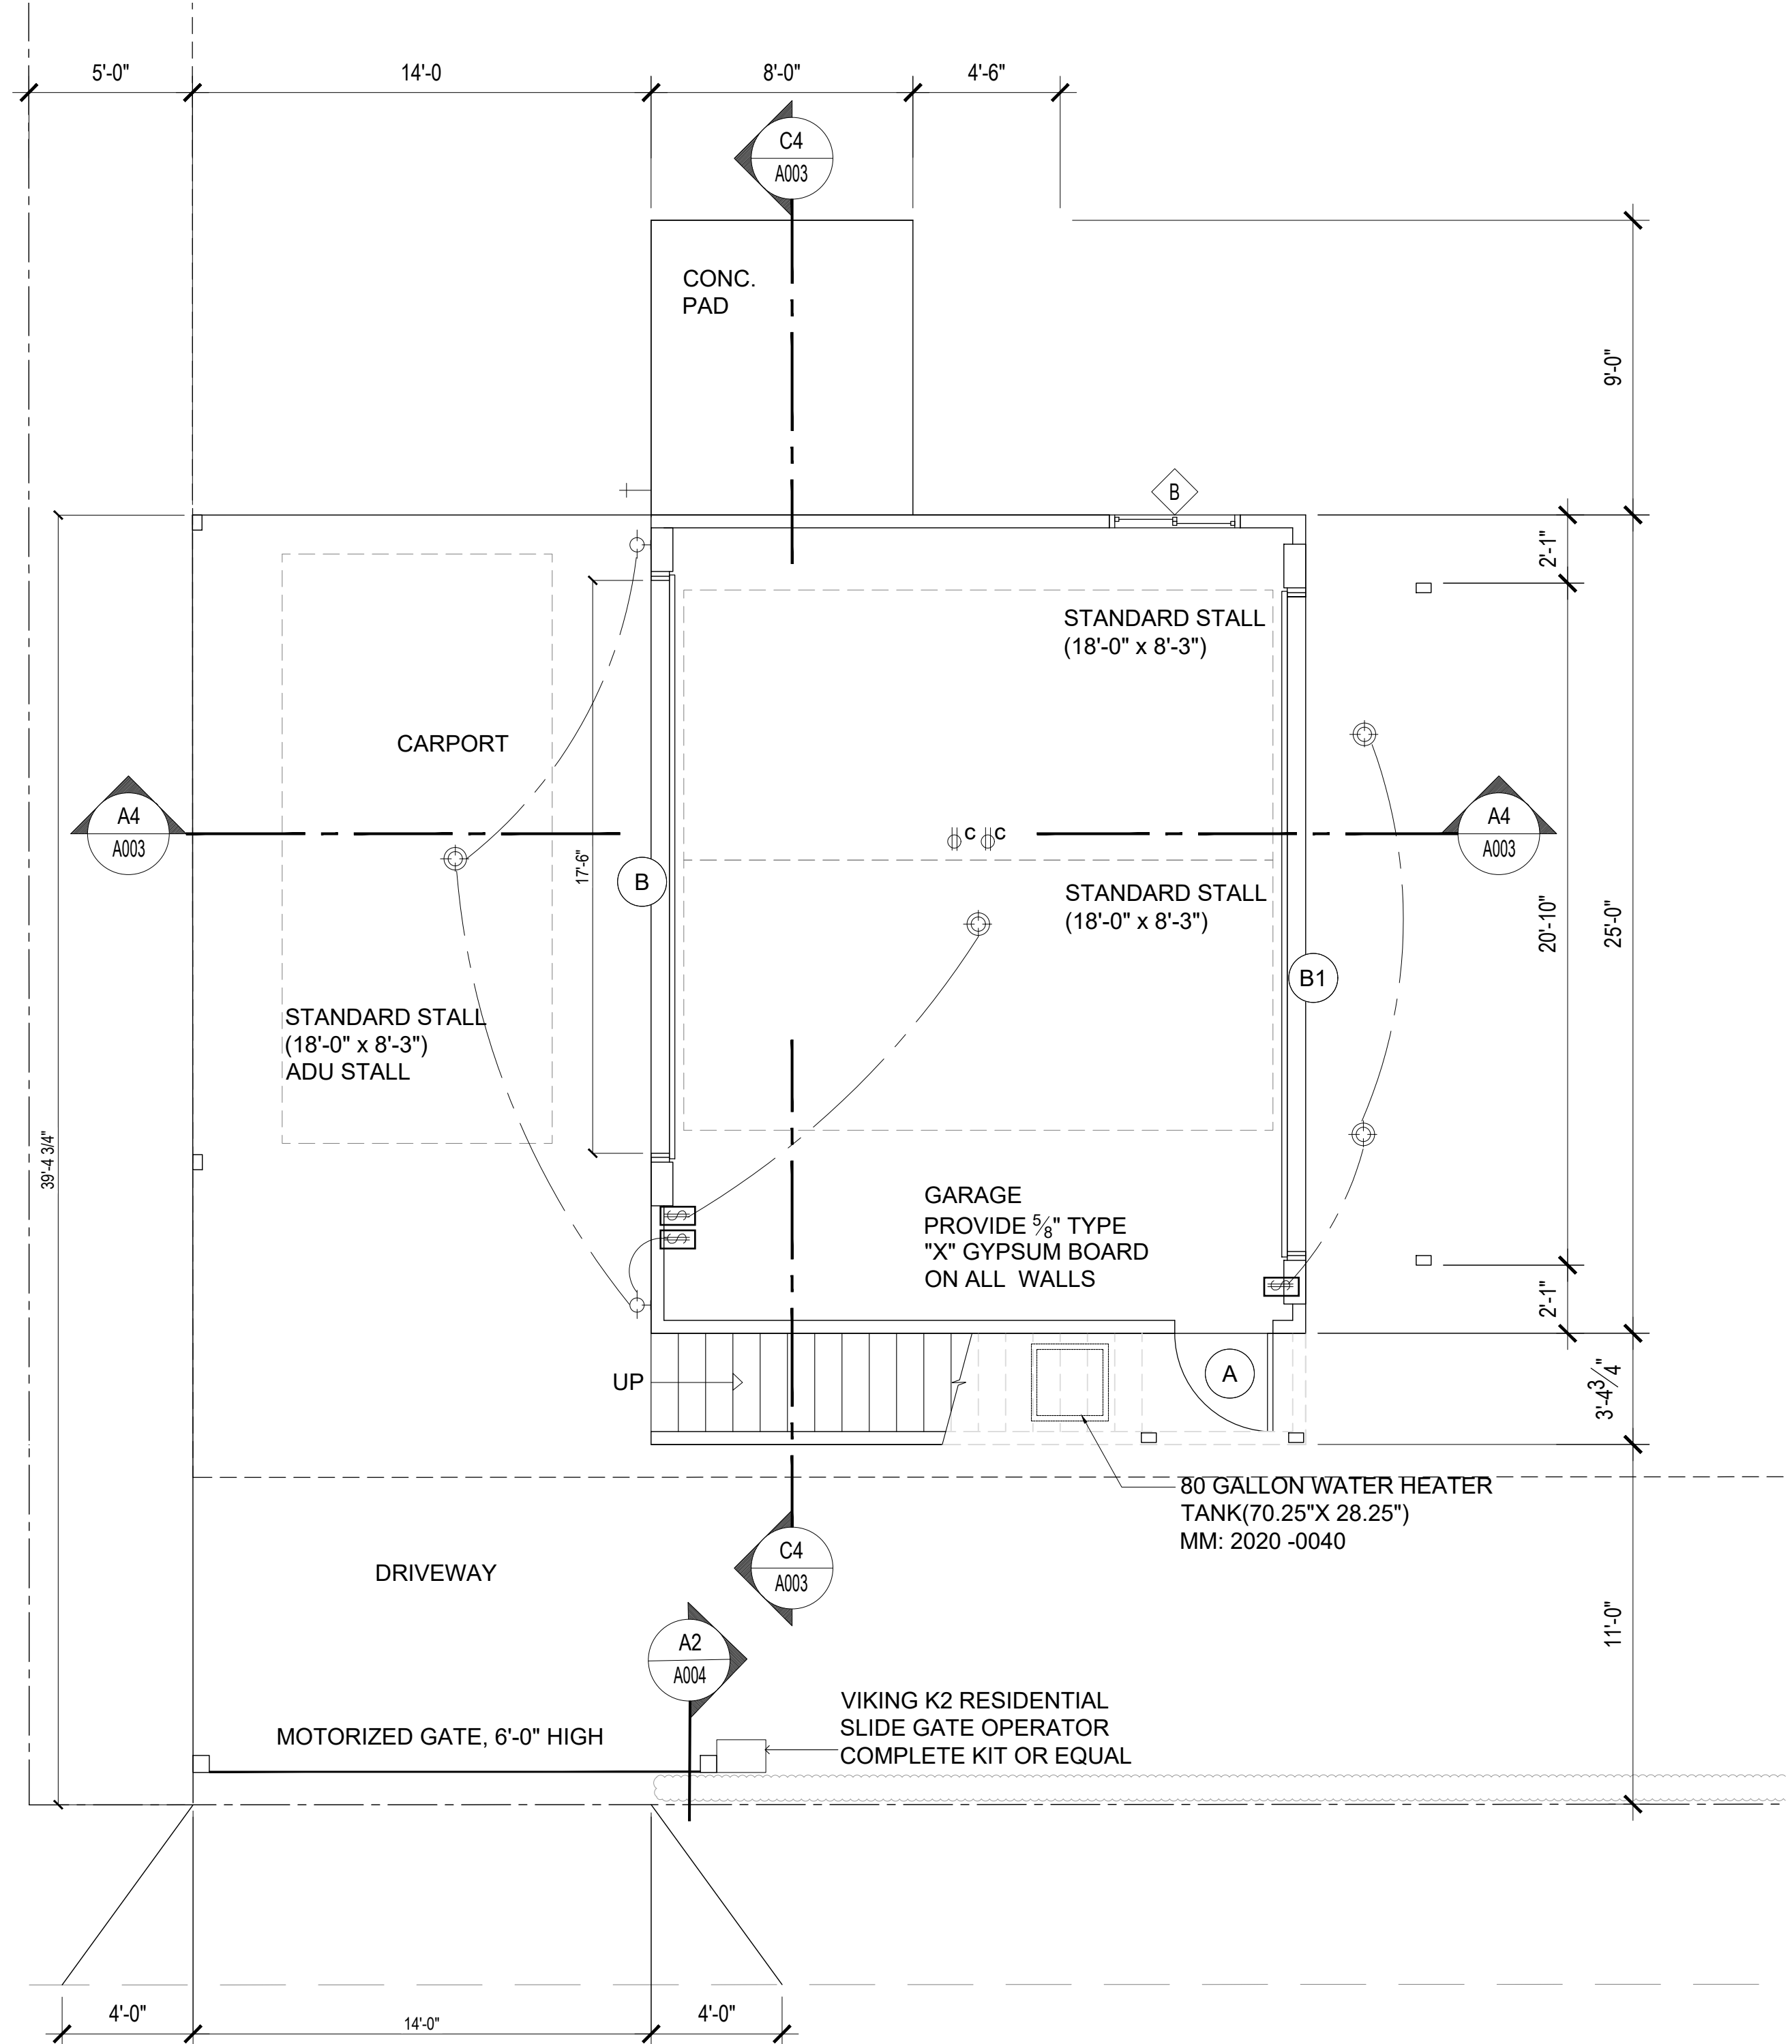 5'-0"
14'-0
8'-0"
4'-6"
C4
A003
CONC.
PAD
9'-0"
B
2'-1"
STANDARD STALL
(18'-0" x 8'-3")
CARPORT
A4
A003
C C
A4
A003
17'-6"
B
STANDARD STALL
(18'-0" x 8'-3")
20'-10"
25'-0"
B1
STANDARD STALL
(18'-0" x 8'-3")
ADU STALL
39'-4 3/4"
GARAGE
PROVIDE ⅝" TYPE
"X" GYPSUM BOARD
ON ALL WALLS
$
$
$
2'-1"
UP
A
3'-4¾"
80 GALLON WATER HEATER
TANK(70.25"X 28.25")
MM: 2020 -0040
DRIVEWAY
C4
A003
11'-0"
A2
A004
MOTORIZED GATE, 6'-0" HIGH
VIKING K2 RESIDENTIAL
SLIDE GATE OPERATOR
COMPLETE KIT OR EQUAL
4'-0"
14'-0"
4'-0"